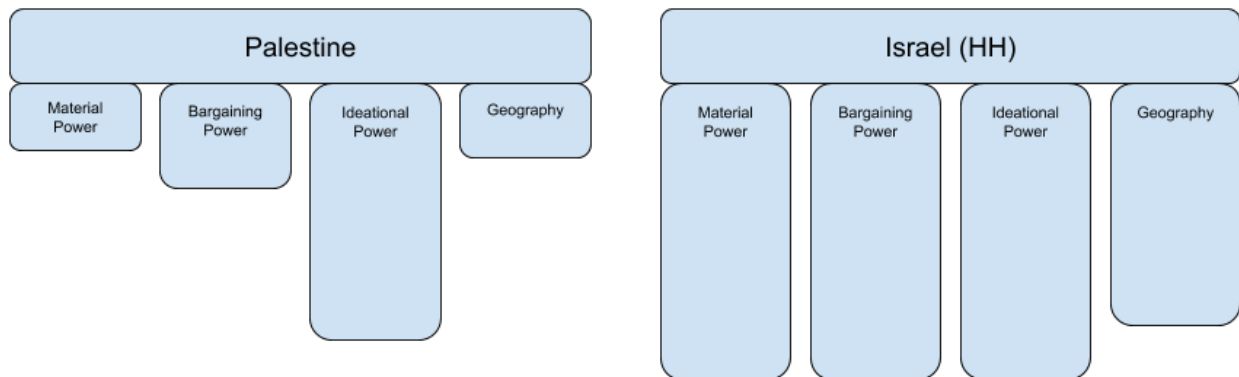 Palestine
Material
Power
Bargaining
Power
Ideational
Power
Geography
Israel (HH)
Material
Power
Bargaining
Power
Ideational
Power
Geography